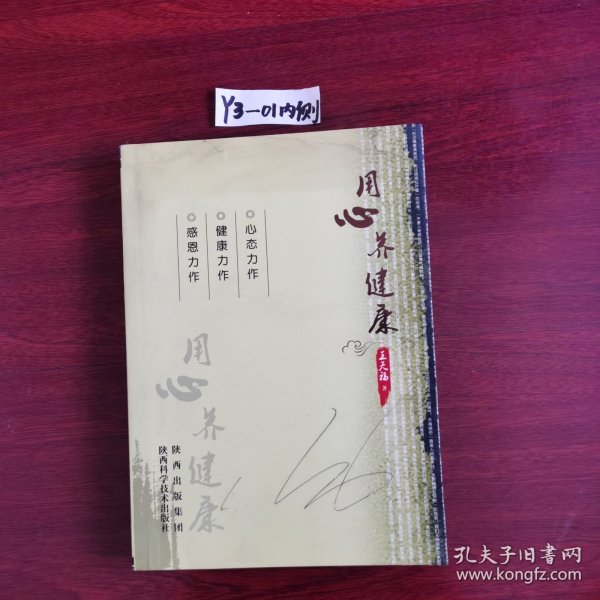 Y3-01内侧
用心养健康
王天福 著
◎心态力作
◎健康力作
◎感恩力作
用心养健康
陕西出版集团
陕西科学技术出版社
孔夫子旧书网
www.kongfz.com